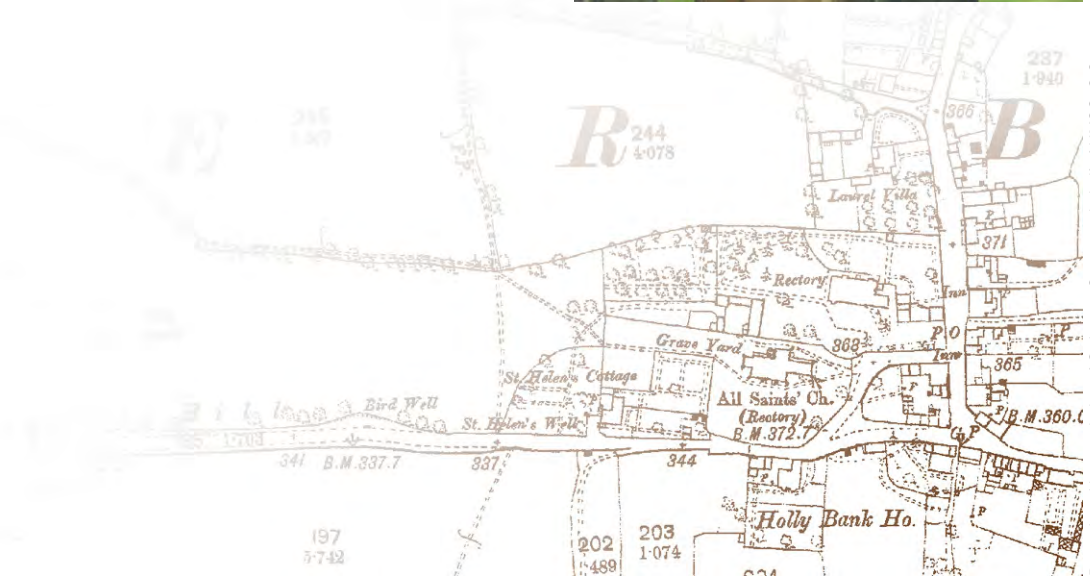 237
1·940
366
R
244
4·078
B
Laurel Villa
P
371
Rectory
Inn
P
Grave Yard
363
P O
P
Inn
365
St. Helen's Cottage
P
All Saints' Ch.
(Rectory)
B.M.372.7
P
B.M.360.
G.P
Bird Well
St. Helen's Well
341
B.M.337.7
337
344
P
Holly Bank Ho.
P
197
5·742
202
·489
203
1·074